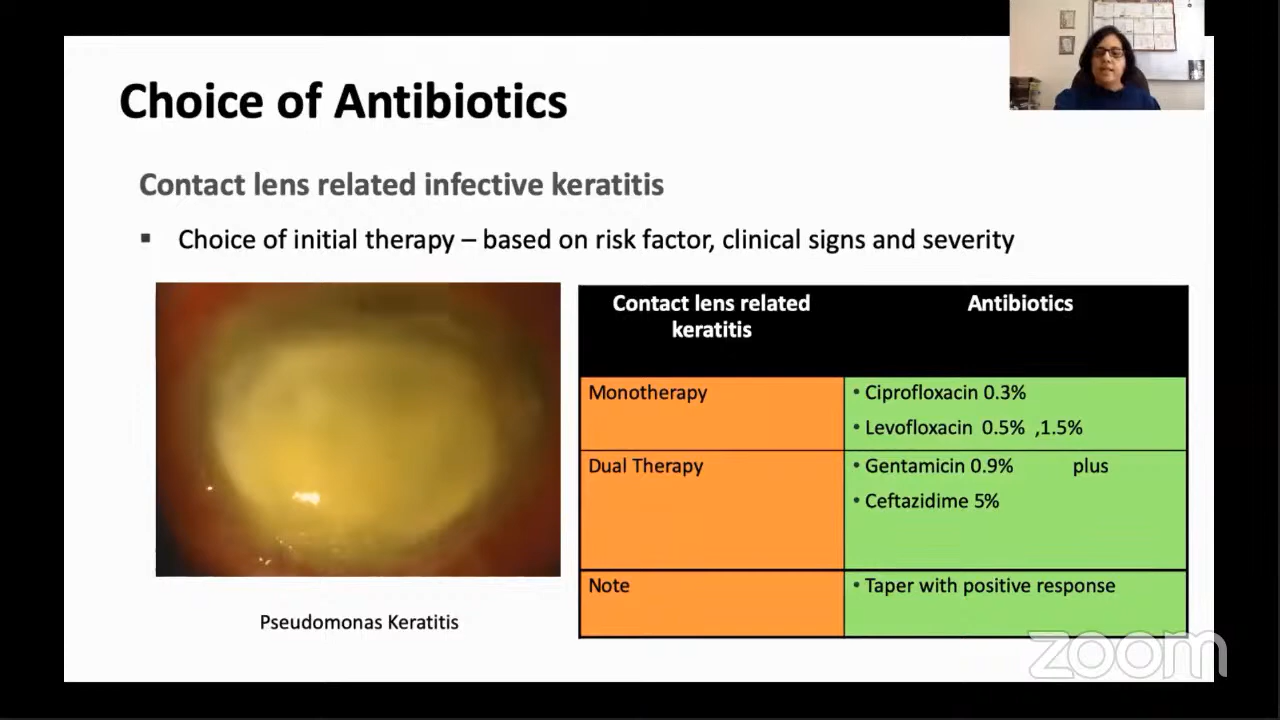 Choice of Antibiotics
Contact lens related infective keratitis
▪ Choice of initial therapy – based on risk factor, clinical signs and severity
Contact lens related
keratitis
Antibiotics
Monotherapy
• Ciprofloxacin 0.3%
• Levofloxacin 0.5% ,1.5%
Dual Therapy
• Gentamicin 0.9% plus
• Ceftazidime 5%
Note
• Taper with positive response
Pseudomonas Keratitis
zoom